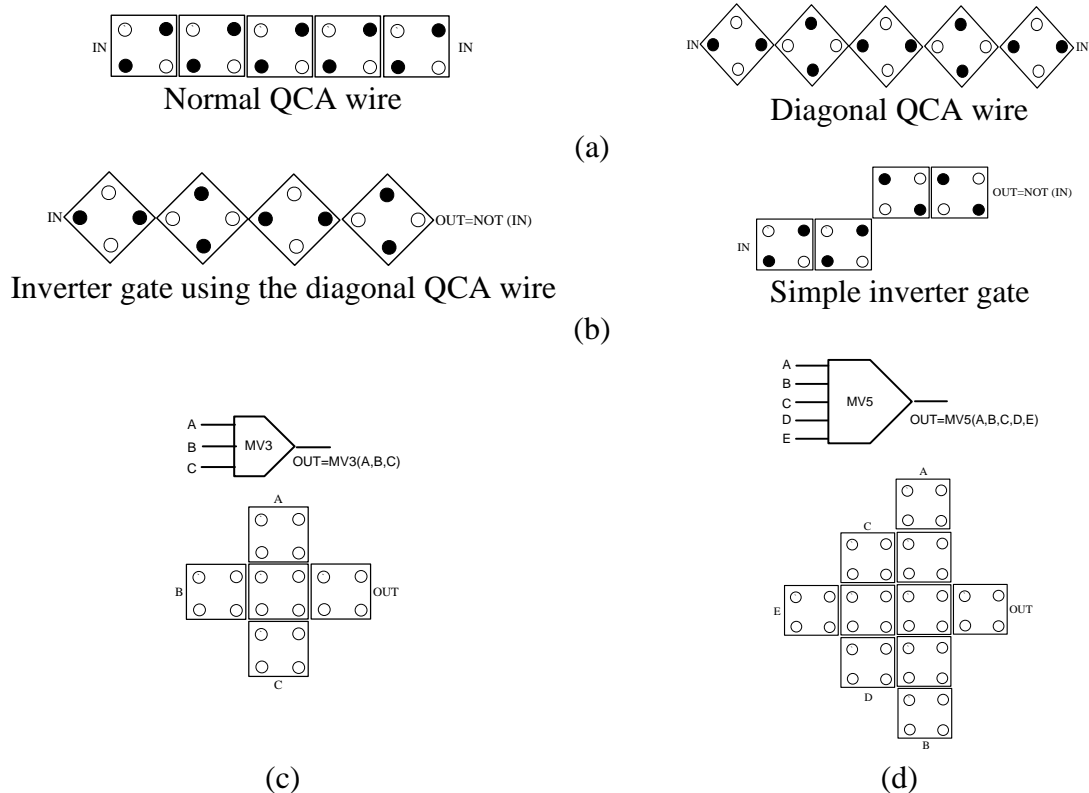 IN IN
Normal QCA wire
IN IN
Diagonal QCA wire
(a)
IN OUT=NOT (IN)
Inverter gate using the diagonal QCA wire
IN OUT=NOT (IN)
Simple inverter gate
(b)
A
B
C
MV3
OUT=MV3(A,B,C)
A
B OUT
C
(c)
A
B
C
D
E
MV5
OUT=MV5(A,B,C,D,E)
A
C
E OUT
D
B
(d)